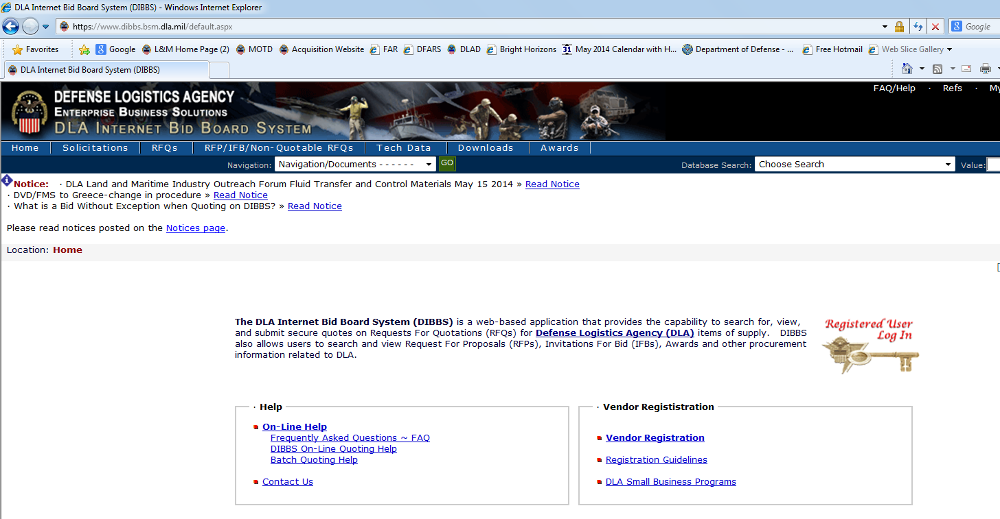 DLA Internet Bid Board System (DIBBS) - Windows Internet Explorer
https://www.dibbs.bsm.dla.mil/default.aspx
Google
Favorites Google L&M Home Page (2) MOTD Acquisition Website FAR DFARS DLAD Bright Horizons 31 May 2014 Calendar with H... Department of Defense - ... Free Hotmail Web Slice Gallery
DLA Internet Bid Board System (DIBBS)
DEFENSE LOGISTICS AGENCY
ENTERPRISE BUSINESS SOLUTIONS
DLA INTERNET BID BOARD SYSTEM
FAQ/Help · Refs · My
Home Solicitations RFQs RFP/IFB/Non-Quotable RFQs Tech Data Downloads Awards
Navigation: Navigation/Documents - - - - - - GO Database Search: Choose Search Value:
Notice: · DLA Land and Maritime Industry Outreach Forum Fluid Transfer and Control Materials May 15 2014 » Read Notice
· DVD/FMS to Greece-change in procedure » Read Notice
· What is a Bid Without Exception when Quoting on DIBBS? » Read Notice
Please read notices posted on the Notices page.
Location: Home
The DLA Internet Bid Board System (DIBBS) is a web-based application that provides the capability to search for, view,
and submit secure quotes on Requests For Quotations (RFQs) for Defense Logistics Agency (DLA) items of supply. DIBBS
also allows users to search and view Request For Proposals (RFPs), Invitations For Bid (IFBs), Awards and other procurement
information related to DLA.
Registered User
Log In
· Help
On-Line Help
Frequently Asked Questions ~ FAQ
DIBBS On-Line Quoting Help
Batch Quoting Help
Contact Us
· Vendor Regististration
Vendor Registration
Registration Guidelines
DLA Small Business Programs